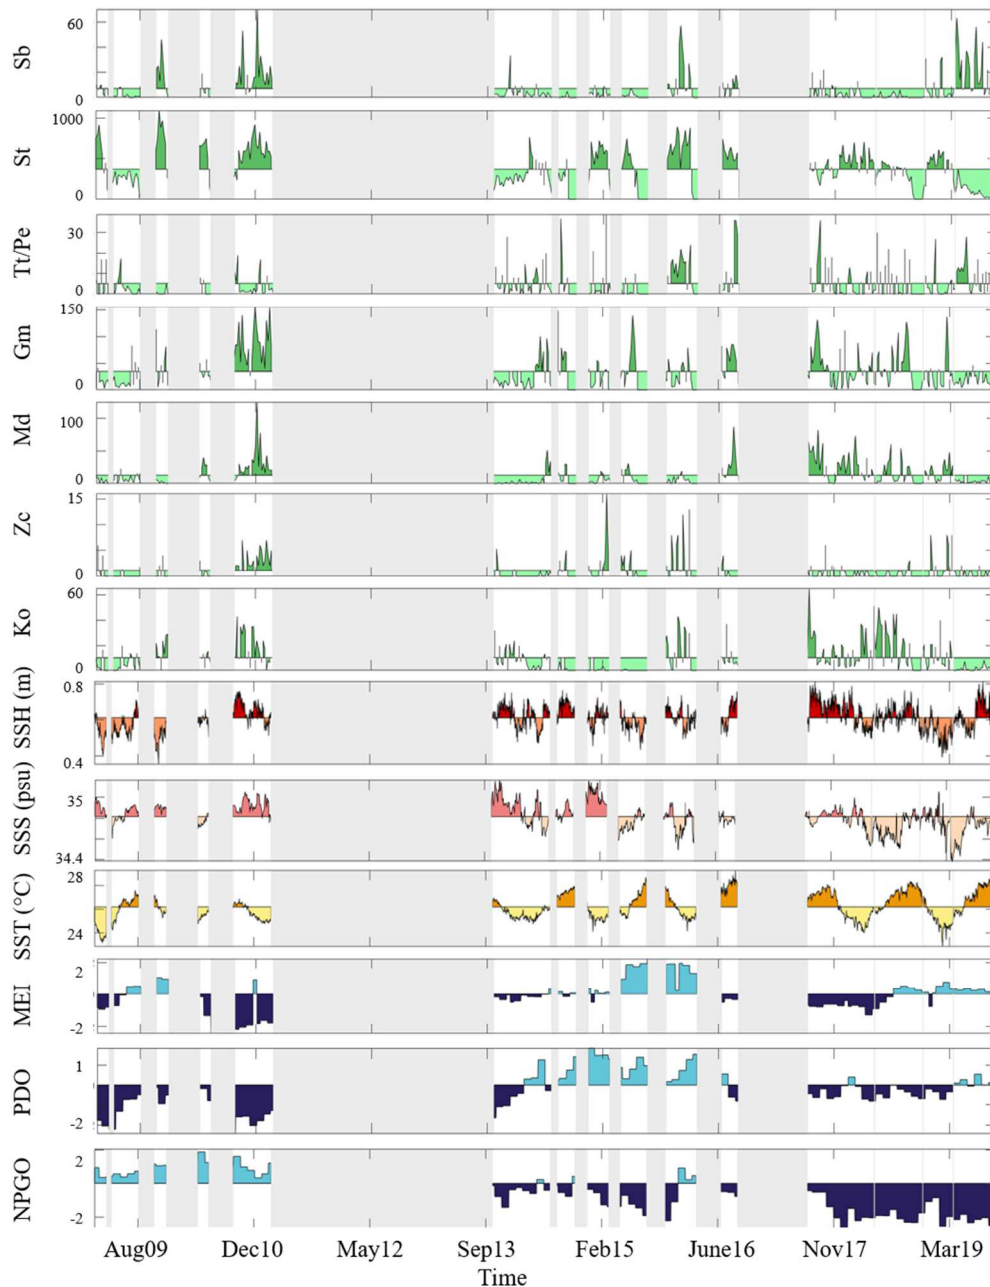 Sb
60
0
St
1000
0
Tt/Pe
30
0
Gm
150
0
Md
100
0
Zc
15
0
Ko
60
0
SSH (m)
0.8
0.4
SSS (psu)
35
34.4
SST (°C)
28
24
MEI
2
-2
PDO
1
-2
NPGO
2
-2
Aug09 Dec10 May12 Sep13 Feb15 June16 Nov17 Mar19
Time